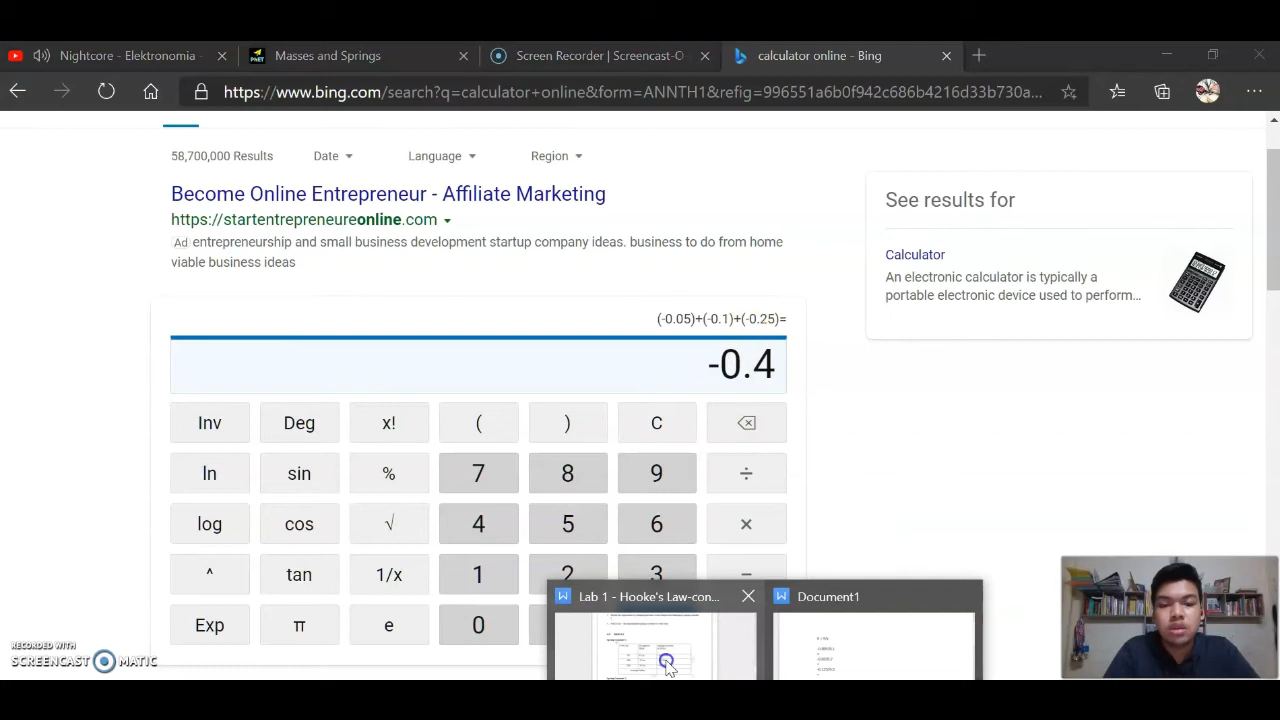 Nightcore - Elektronomia -
Masses and Springs
Screen Recorder | Screencast-O
calculator online - Bing
https://www.bing.com/search?q=calculator+online&form=ANNTH1&refig=996551a6b0f942c686b4216d33b730a...
58,700,000 Results
Date
Language
Region
Become Online Entrepreneur - Affiliate Marketing
https://startentrepreneureonline.com
Ad entrepreneurship and small business development startup company ideas. business to do from home
viable business ideas
See results for
Calculator
An electronic calculator is typically a
portable electronic device used to perform...
(-0.05)+(-0.1)+(-0.25)=
-0.4
Inv Deg x! ( ) C
ln sin % 7 8 9 ÷
log cos √ 4 5 6 ×
^ tan 1/x 1 2 3 −
Exp π e 0
Lab 1 - Hooke's Law-con...
Document1
RECORDED WITH
SCREENCAST MATIC